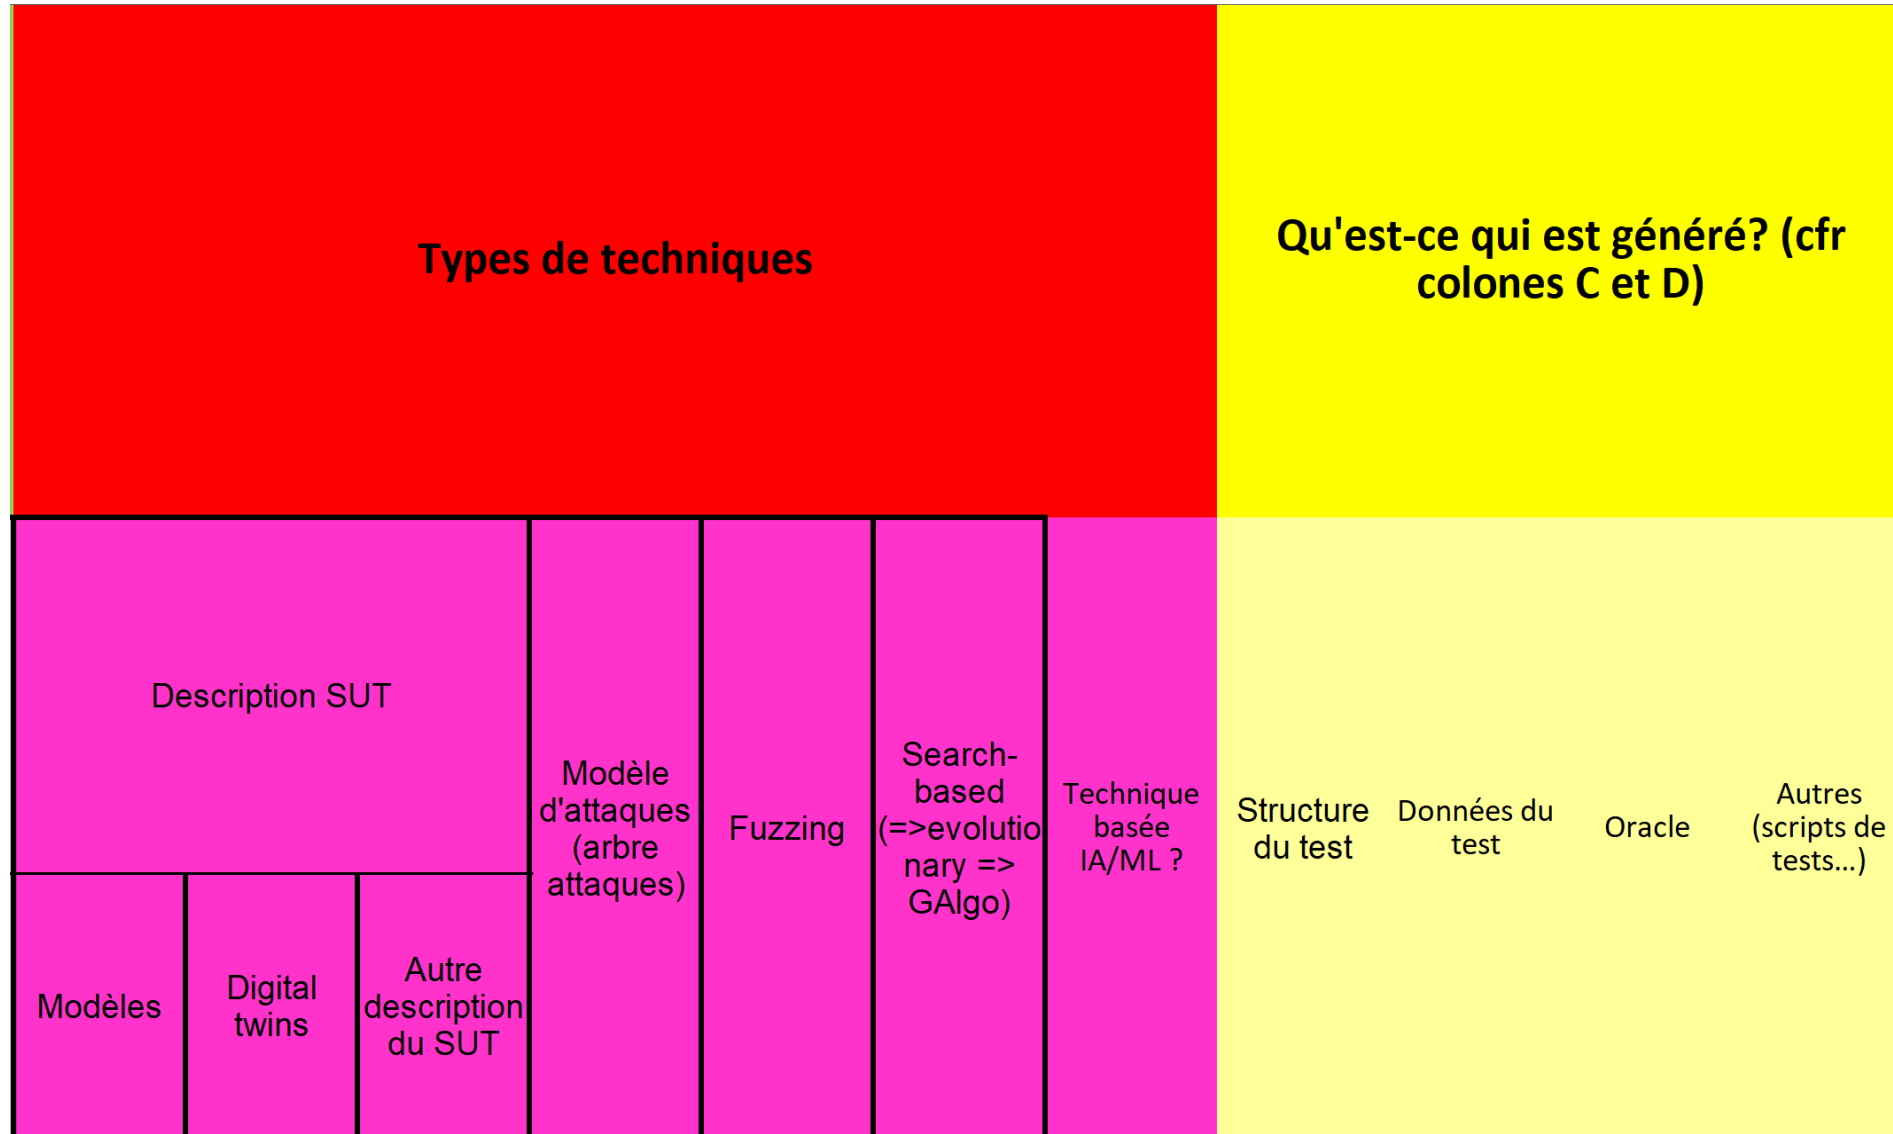 Types de techniques
Qu'est-ce qui est généré? (cfr
colones C et D)
Description SUT
Modèles
Digital
twins
Autre
description
du SUT
Modèle
d'attaques
(arbre
attaques)
Fuzzing
Search-
based
(=>evolutio
nary =>
GAlgo)
Technique
basée
IA/ML ?
Structure
du test
Données du
test
Oracle
Autres
(scripts de
tests...)